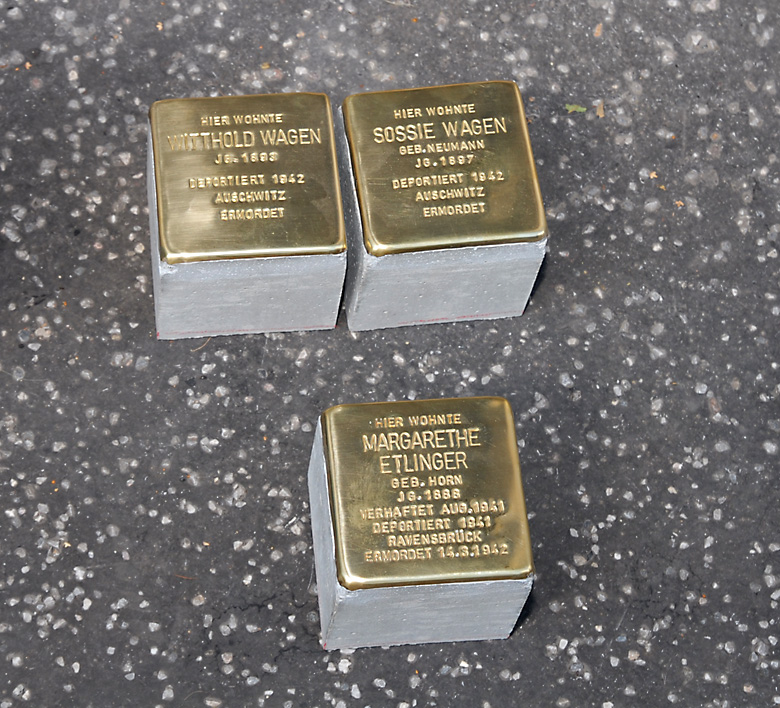 HIER WOHNTE
WITTHOLD WAGEN
JG. 1893
DEPORTIERT 1942
AUSCHWITZ
ERMORDET
HIER WOHNTE
SOSSIE WAGEN
GEB. NEUMANN
JG. 1897
DEPORTIERT 1942
AUSCHWITZ
ERMORDET
HIER WOHNTE
MARGARETHE
ETLINGER
GEB. HORN
JG. 1888
VERHAFTET AUG. 1941
DEPORTIERT 1941
RAVENSBRÜCK
ERMORDET 14.3.1942